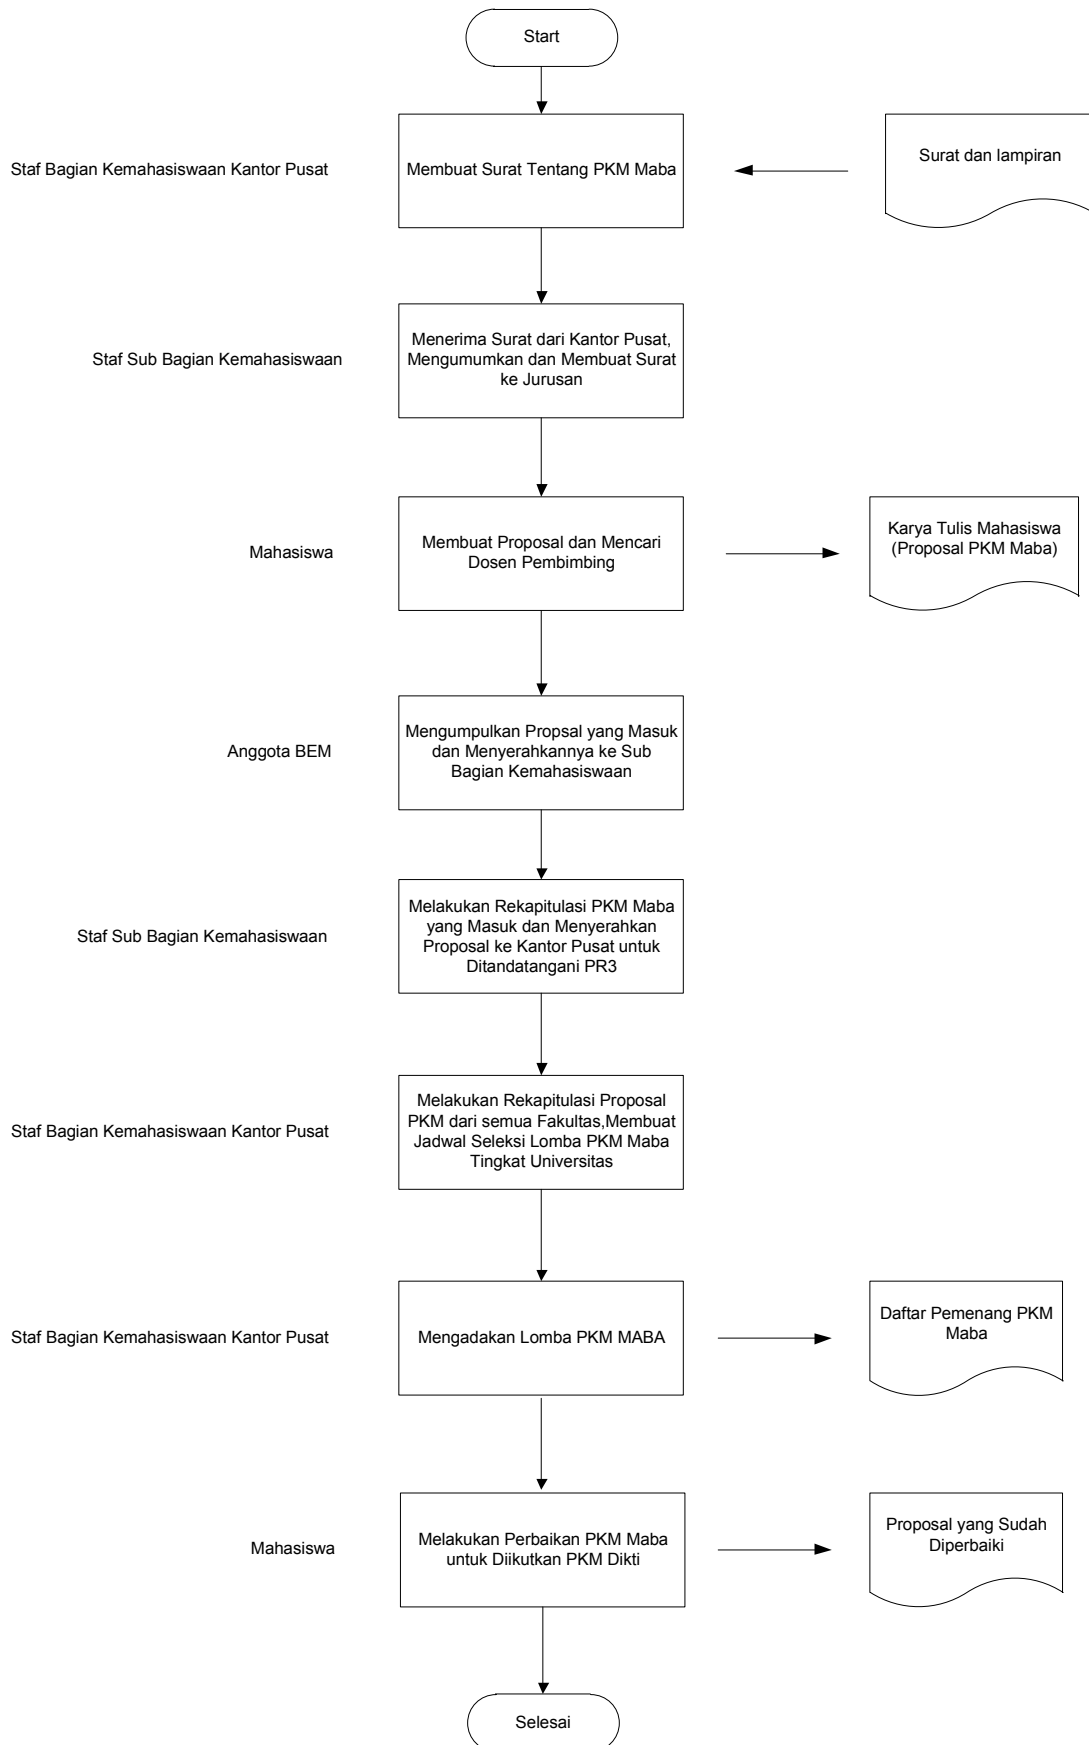 Start
Staf Bagian Kemahasiswaan Kantor Pusat
Membuat Surat Tentang PKM Maba
Surat dan lampiran
Staf Sub Bagian Kemahasiswaan
Menerima Surat dari Kantor Pusat,
Mengumumkan dan Membuat Surat
ke Jurusan
Mahasiswa
Membuat Proposal dan Mencari
Dosen Pembimbing
Karya Tulis Mahasiswa
(Proposal PKM Maba)
Anggota BEM
Mengumpulkan Propsal yang Masuk
dan Menyerahkannya ke Sub
Bagian Kemahasiswaan
Staf Sub Bagian Kemahasiswaan
Melakukan Rekapitulasi PKM Maba
yang Masuk dan Menyerahkan
Proposal ke Kantor Pusat untuk
Ditandatangani PR3
Staf Bagian Kemahasiswaan Kantor Pusat
Melakukan Rekapitulasi Proposal
PKM dari semua Fakultas,Membuat
Jadwal Seleksi Lomba PKM Maba
Tingkat Universitas
Staf Bagian Kemahasiswaan Kantor Pusat
Mengadakan Lomba PKM MABA
Daftar Pemenang PKM
Maba
Mahasiswa
Melakukan Perbaikan PKM Maba
untuk Diikutkan PKM Dikti
Proposal yang Sudah
Diperbaiki
Selesai